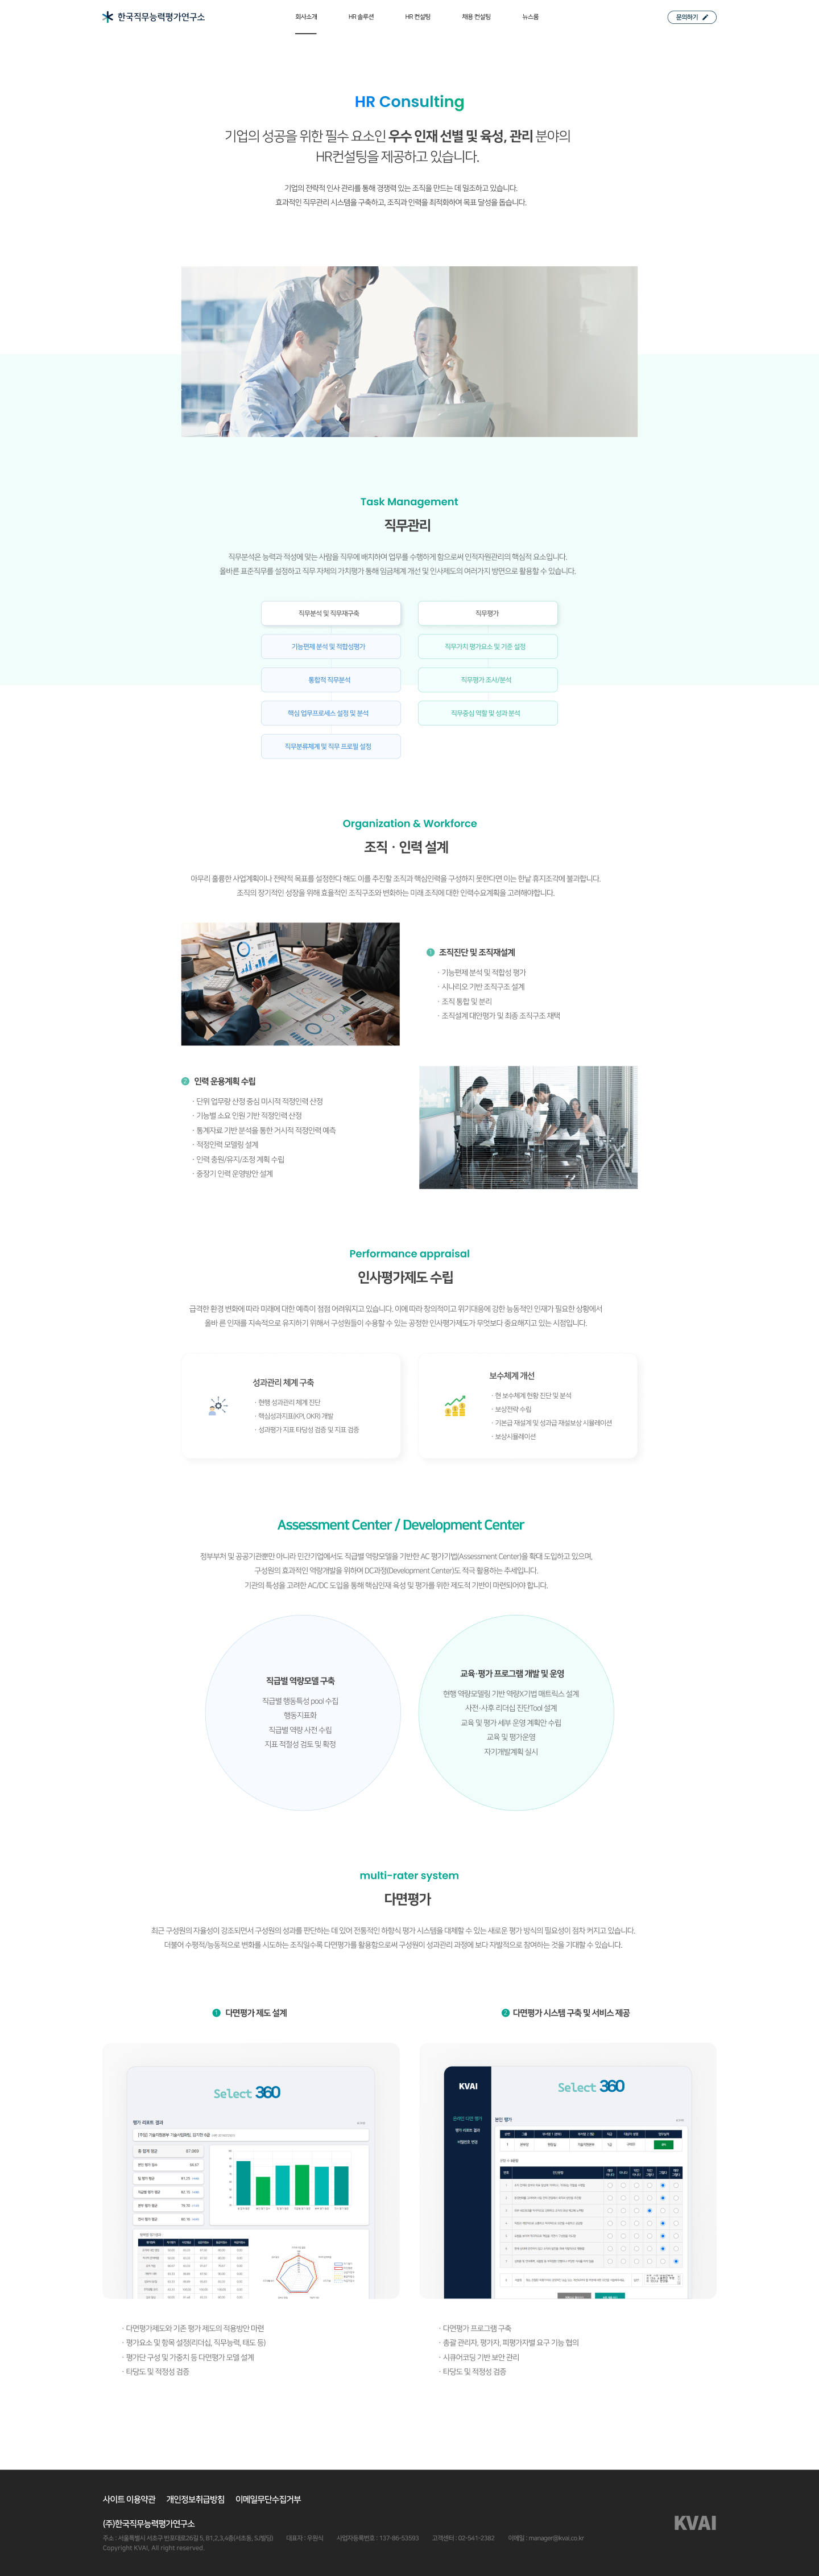 한국직무능력평가연구소
회사소개
HR 솔루션
HR 컨설팅
채용 컨설팅
뉴스룸
문의하기
HR Consulting
기업의 성공을 위한 필수 요소인 우수 인재 선별 및 육성, 관리 분야의
HR컨설팅을 제공하고 있습니다.
기업의 전략적 인사 관리를 통해 경쟁력 있는 조직을 만드는 데 일조하고 있습니다.
효과적인 직무관리 시스템을 구축하고, 조직과 인력을 최적화하여 목표 달성을 돕습니다.
Task Management
직무관리
직무분석은 능력과 적성에 맞는 사람을 직무에 배치하여 업무를 수행하게 함으로써 인적자원관리의 핵심적 요소입니다.
올바른 표준직무를 설정하고 직무 자체의 가치평가 통해 임금체계 개선 및 인사제도의 여러가지 방면으로 활용할 수 있습니다.
직무분석 및 직무재구축
기능편제 분석 및 적합성평가
통합적 직무분석
핵심 업무프로세스 설정 및 분석
직무분류체계 및 직무 프로필 설정
직무평가
직무가치 평가요소 및 기준 설정
직무평가 조사/분석
직무중심 역할 및 성과 분석
Organization & Workforce
조직 · 인력 설계
아무리 훌륭한 사업계획이나 전략적 목표를 설정한다 해도 이를 추진할 조직과 핵심인력을 구성하지 못한다면 이는 한낱 휴지조각에 불과합니다.
조직의 장기적인 성장을 위해 효율적인 조직구조와 변화하는 미래 조직에 대한 인력수요계획을 고려해야합니다.
1 조직진단 및 조직재설계
· 기능편제 분석 및 적합성 평가
· 시나리오 기반 조직구조 설계
· 조직 통합 및 분리
· 조직설계 대안평가 및 최종 조직구조 채택
2 인력 운용계획 수립
· 단위 업무량 산정 중심 미시적 적정인력 산정
· 기능별 소요 인원 기반 적정인력 산정
· 통계자료 기반 분석을 통한 거시적 적정인력 예측
· 적정인력 모델링 설계
· 인력 충원/유지/조정 계획 수립
· 중장기 인력 운영방안 설계
Performance appraisal
인사평가제도 수립
급격한 환경 변화에 따라 미래에 대한 예측이 점점 어려워지고 있습니다. 이에 따라 창의적이고 위기대응에 강한 능동적인 인재가 필요한 상황에서
올바 른 인재를 지속적으로 유지하기 위해서 구성원들이 수용할 수 있는 공정한 인사평가제도가 무엇보다 중요해지고 있는 시점입니다.
성과관리 체계 구축
· 현행 성과관리 체계 진단
· 핵심성과지표(KPI, OKR) 개발
· 성과평가 지표 타당성 검증 및 지표 검증
보수체계 개선
· 현 보수체계 현황 진단 및 분석
· 보상전략 수립
· 기본급 재설계 및 성과급 재설보상 시뮬레이션
· 보상시뮬레이션
Assessment Center / Development Center
정부부처 및 공공기관뿐만 아니라 민간기업에서도 직급별 역량모델을 기반한 AC 평가기법(Assessment Center)을 확대 도입하고 있으며,
구성원의 효과적인 역량개발을 위하여 DC과정(Development Center)도 적극 활용하는 추세입니다.
기관의 특성을 고려한 AC/DC 도입을 통해 핵심인재 육성 및 평가를 위한 제도적 기반이 마련되어야 합니다.
직급별 역량모델 구축
직급별 행동특성 pool 수집
행동지표화
직급별 역량 사전 수립
지표 적절성 검토 및 확정
교육·평가 프로그램 개발 및 운영
현행 역량모델링 기반 역량X기법 매트릭스 설계
사전-사후 리더십 진단Tool 설계
교육 및 평가 세부 운영 계획안 수립
교육 및 평가운영
자기개발계획 실시
multi-rater system
다면평가
최근 구성원의 자율성이 강조되면서 구성원의 성과를 판단하는 데 있어 전통적인 하향식 평가 시스템을 대체할 수 있는 새로운 평가 방식의 필요성이 점차 커지고 있습니다.
더불어 수평적/능동적으로 변화를 시도하는 조직일수록 다면평가를 활용함으로써 구성원이 성과관리 과정에 보다 자발적으로 참여하는 것을 기대할 수 있습니다.
1 다면평가 제도 설계
Select 360
평가 리포트 결과
총 합계 평균
87.069
2 다면평가 시스템 구축 및 서비스 제공
KVAI
온라인 다면 평가
평가 리포트 결과
비밀번호 변경
Select 360
본인 평가
· 다면평가제도와 기존 평가 제도의 적용방안 마련
· 평가요소 및 항목 설정(리더십, 직무능력, 태도 등)
· 평가단 구성 및 가중치 등 다면평가 모델 설계
· 타당도 및 적정성 검증
· 다면평가 프로그램 구축
· 총괄 관리자, 평가자, 피평가자별 요구 기능 협의
· 시큐어코딩 기반 보안 관리
· 타당도 및 적정성 검증
사이트 이용약관
개인정보취급방침
이메일무단수집거부
(주)한국직무능력평가연구소
주소 : 서울특별시 서초구 반포대로26길 5, B1,2,3,4층(서초동, SJ빌딩) 대표자 : 우원식 사업자등록번호 : 137-86-53593 고객센터 : 02-541-2382 이메일 : manager@kvai.co.kr
Copyright KVAI, All right reserved.
KVAI